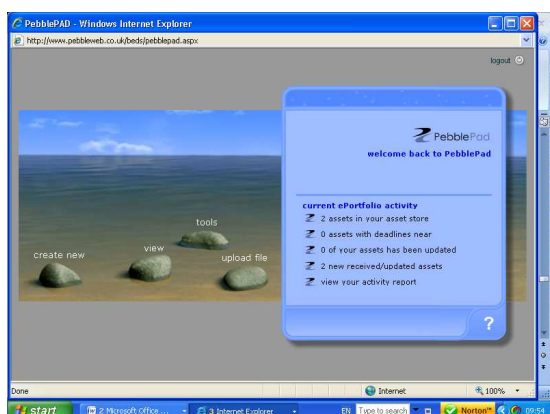 PebblePAD - Windows Internet Explorer
http://www.pebbleweb.co.uk/beds/pebblepad.aspx
logout
PebblePad
welcome back to PebblePad
current ePortfolio activity
2 assets in your asset store
0 assets with deadlines near
0 of your assets has been updated
2 new received/updated assets
view your activity report
tools
view
create new
upload file
?
Done
Internet
100%
start
2 Microsoft Office ...
3 Internet Explorer
EN
Type to search
Norton™
09:54